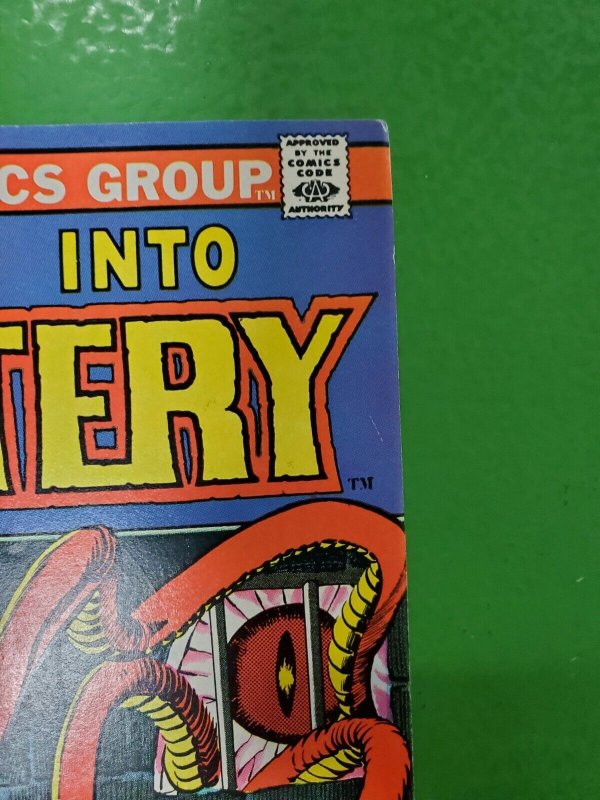 CS GROUP TM
APPROVED
BY THE
COMICS
CODE
CA
AUTHORITY
INTO
TERY
TM